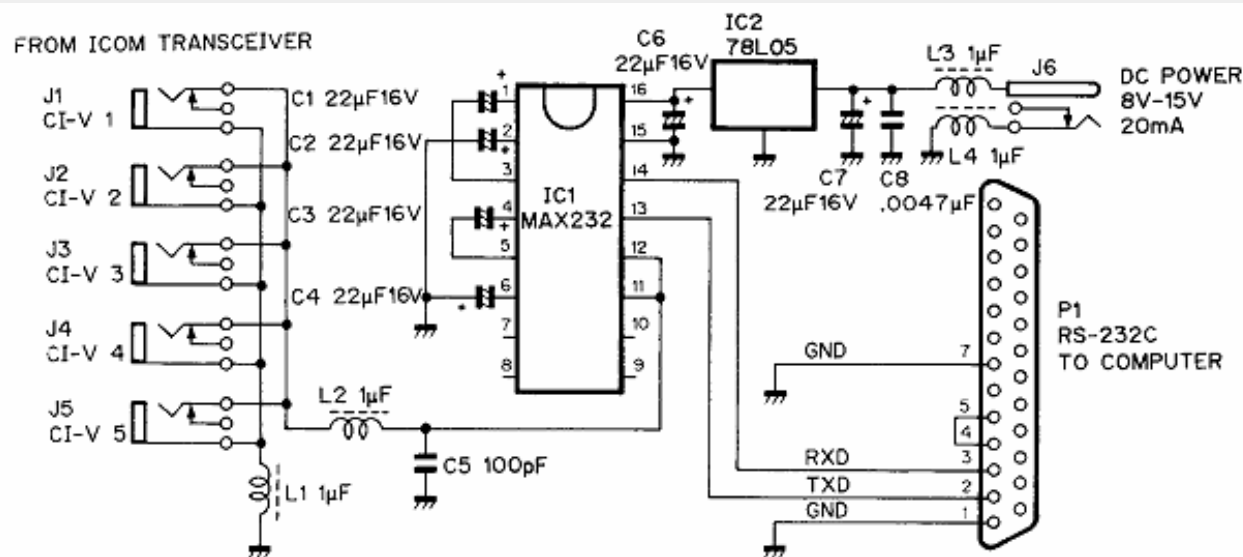 FROM ICOM TRANSCEIVER
J1
CI-V 1
J2
CI-V 2
J3
CI-V 3
J4
CI-V 4
J5
CI-V 5
L1 1µF
L2 1µF
C5 100pF
C1 22µF16V
C2 22µF16V
C3 22µF16V
C4 22µF16V
+
+
+
+
1
2
3
4
5
6
7
8
IC1
MAX232
16
15
14
13
12
11
10
9
C6
22µF16V
+
IC2
78L05
+
C7
22µF16V
C8
.0047µF
L3 1µF
L4 1µF
J6
DC POWER
8V-15V
20mA
P1
RS-232C
TO COMPUTER
GND
7
5
4
RXD
3
TXD
2
GND
1